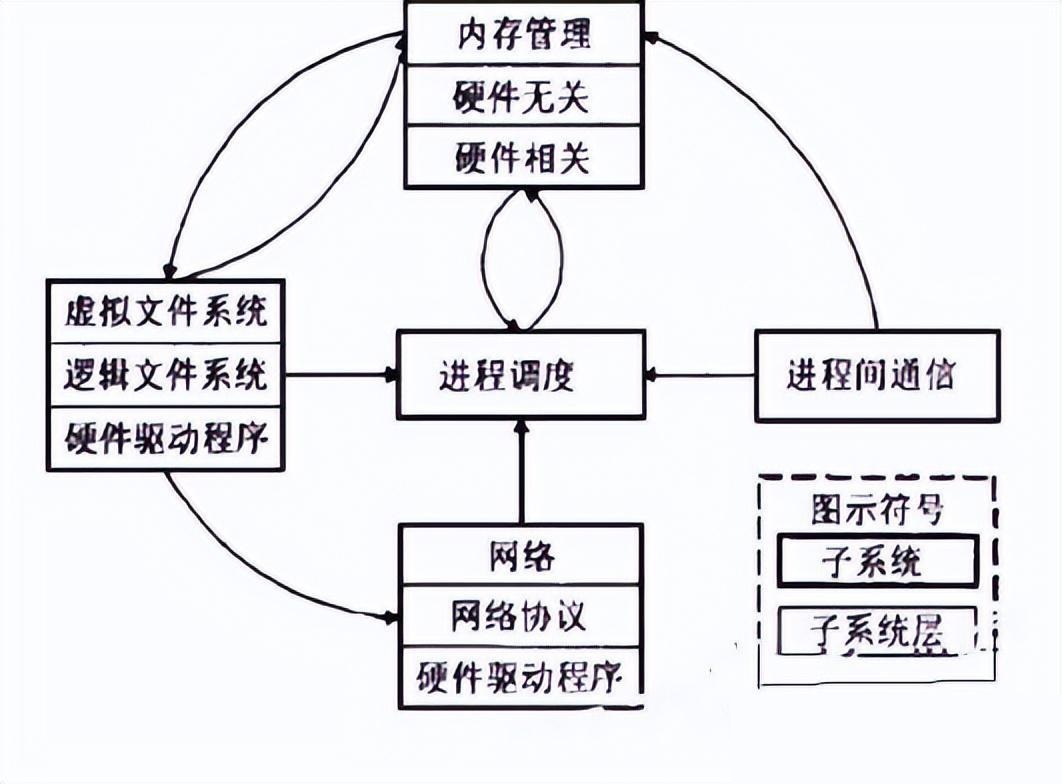 内存管理
硬件无关
硬件相关
虚拟文件系统
逻辑文件系统
硬件驱动程序
进程调度
进程间通信
网络
网络协议
硬件驱动程序
图示符号
子系统
子系统层